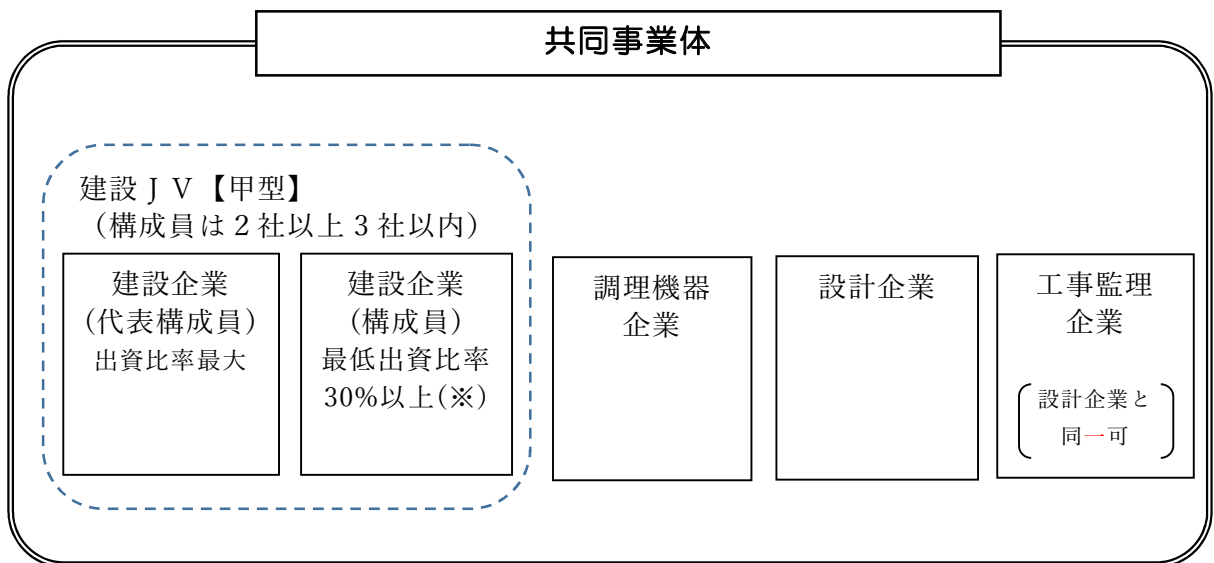 共同事業体
建設ＪＶ【甲型】
（構成員は２社以上３社以内）
建設企業
(代表構成員)
出資比率最大
建設企業
(構成員)
最低出資比率
30%以上(※)
調理機器
企業
設計企業
工事監理
企業
設計企業と
同一可